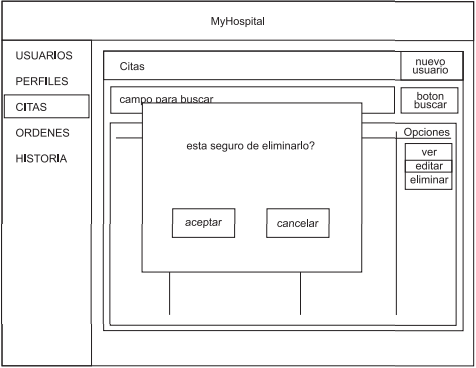 MyHospital
USUARIOS
PERFILES
CITAS
ORDENES
HISTORIA
Citas
nuevo
usuario
campo para buscar
boton
buscar
Opciones
ver
editar
eliminar
esta seguro de eliminarlo?
aceptar
cancelar